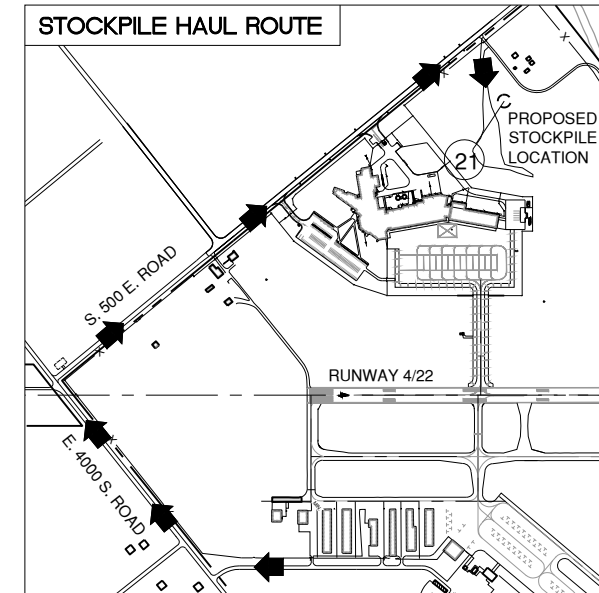 STOCKPILE HAUL ROUTE
PROPOSED
STOCKPILE
LOCATION
21
S. 500 E. ROAD
RUNWAY 4/22
E. 4000 S. ROAD